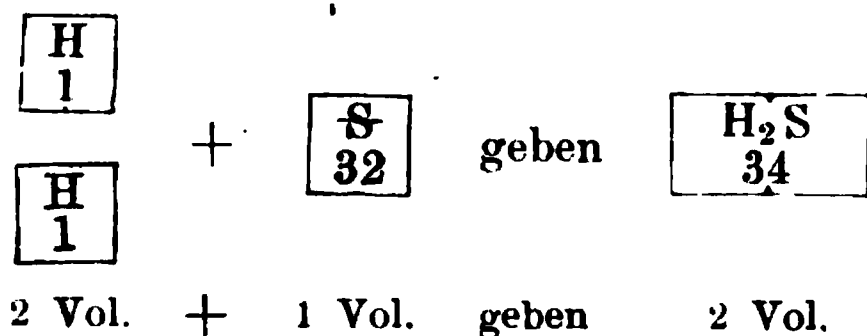 H
1
H
1
+
S
32
geben
H₂S
34
2 Vol. + 1 Vol. geben 2 Vol.